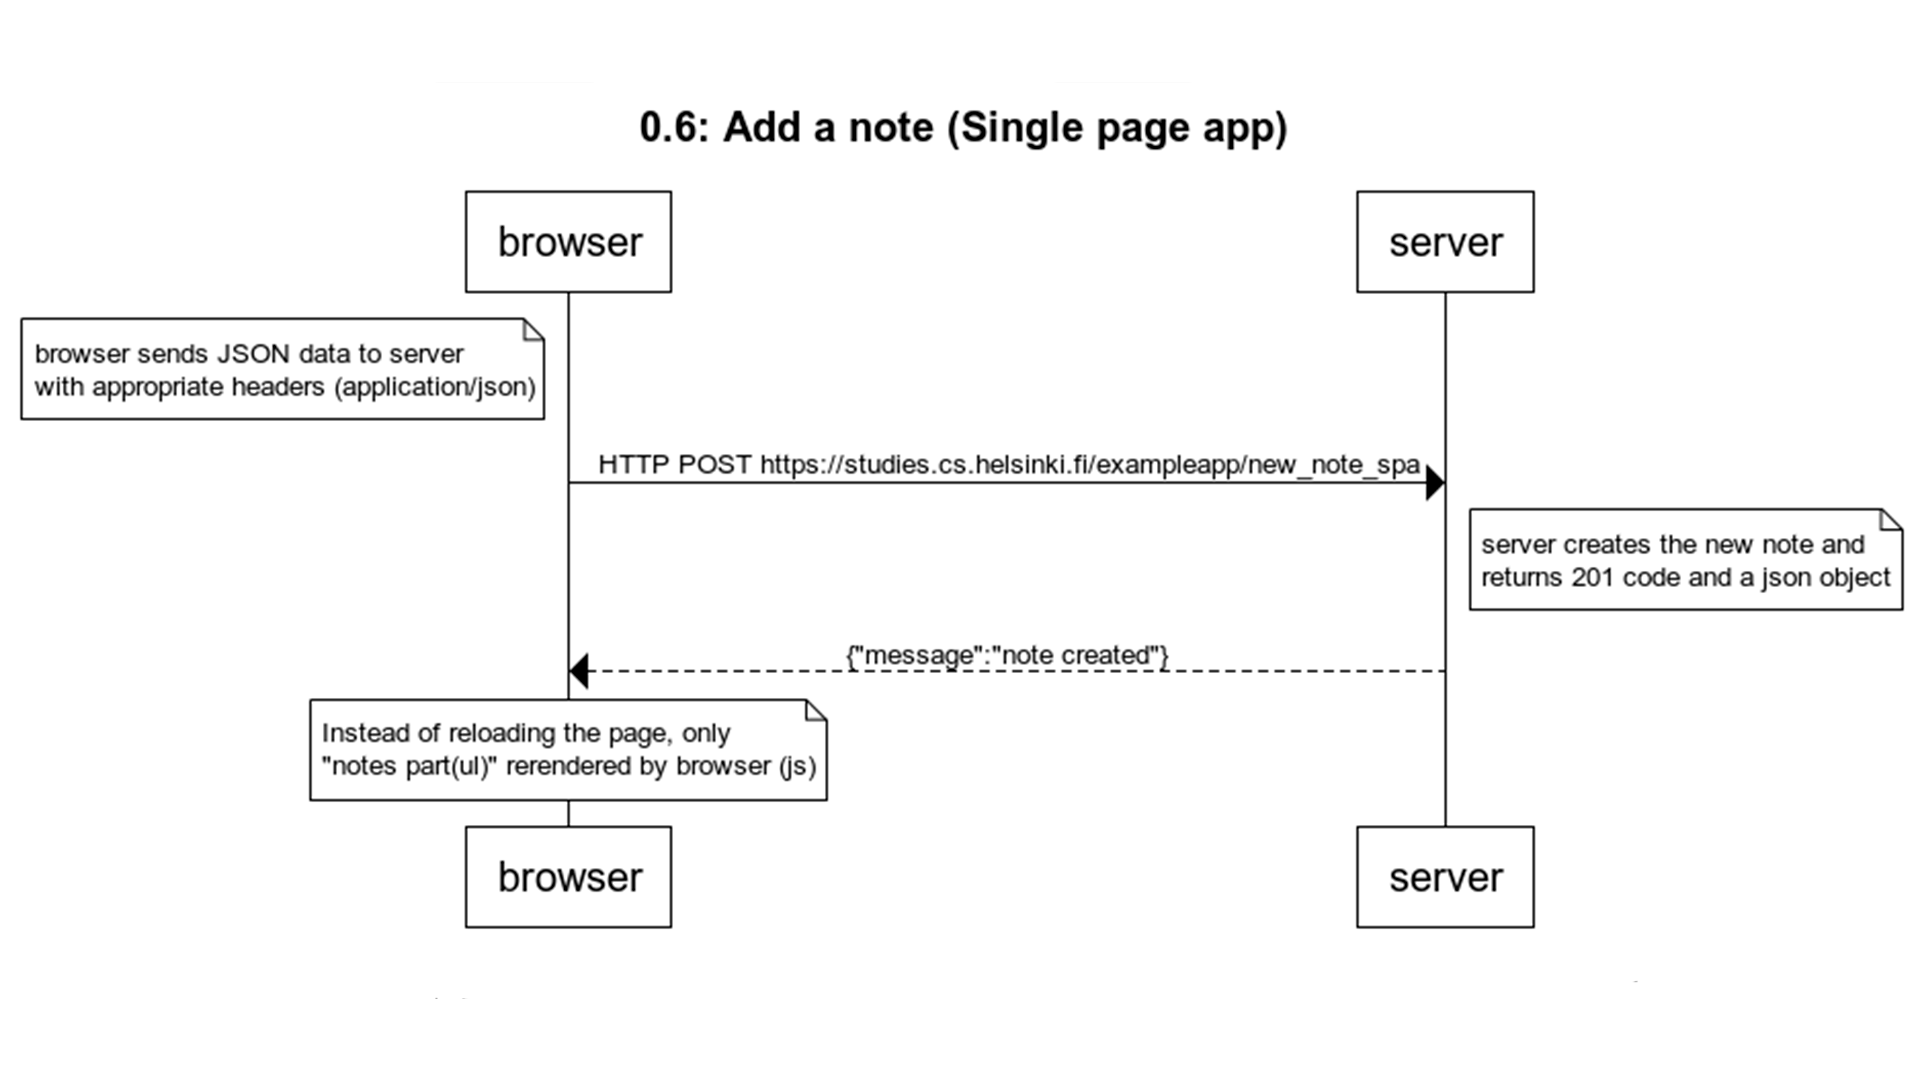 0.6: Add a note (Single page app)
browser
server
browser sends JSON data to server
with appropriate headers (application/json)
HTTP POST https://studies.cs.helsinki.fi/exampleapp/new_note_spa
server creates the new note and
returns 201 code and a json object
{"message":"note created"}
Instead of reloading the page, only
"notes part(ul)" rerendered by browser (js)
browser
server